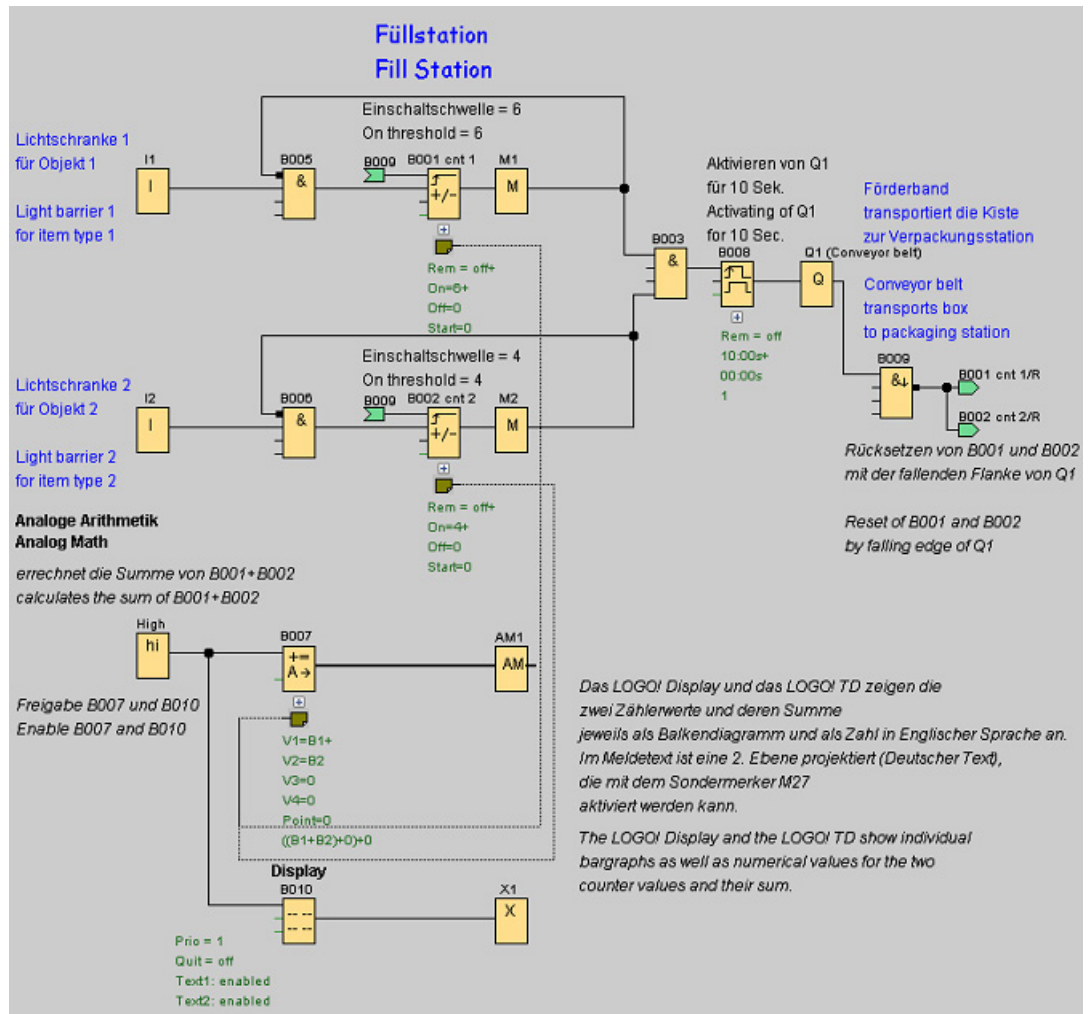 Füllstation
Fill Station
Einschaltschwelle = 6
On threshold = 6
Lichtschranke 1
für Objekt 1
Light barrier 1
for item type 1
I1
I
B005
&
B009
B001 cnt 1
+/-
M1
M
Rem = off+
On=6+
Off=0
Start=0
Aktivieren von Q1
für 10 Sek.
Activating of Q1
for 10 Sec.
B003
&
B008
Rem = off
10:00s+
00:00s
1
Q1 (Conveyor belt)
Q
Förderband
transportiert die Kiste
zur Verpackungsstation
Conveyor belt
transports box
to packaging station
B009
&↓
B001 cnt 1/R
B002 cnt 2/R
Rücksetzen von B001 und B002
mit der fallenden Flanke von Q1
Reset of B001 and B002
by falling edge of Q1
Einschaltschwelle = 4
On threshold = 4
Lichtschranke 2
für Objekt 2
Light barrier 2
for item type 2
I2
I
B006
&
B009
B002 cnt 2
+/-
M2
M
Rem = off+
On=4+
Off=0
Start=0
Analoge Arithmetik
Analog Math
errechnet die Summe von B001+B002
calculates the sum of B001+B002
High
hi
Freigabe B007 und B010
Enable B007 and B010
B007
+=
A→
V1=B1+
V2=B2
V3=0
V4=0
Point=0
((B1+B2)+0)+0
AM1
AM
Display
B010
Prio = 1
Quit = off
Text1: enabled
Text2: enabled
X1
X
Das LOGO! Display und das LOGO! TD zeigen die
zwei Zählerwerte und deren Summe
jeweils als Balkendiagramm und als Zahl in Englischer Sprache an.
Im Meldetext ist eine 2. Ebene projektiert (Deutscher Text),
die mit dem Sondermerker M27
aktiviert werden kann.
The LOGO! Display and the LOGO! TD show individual
bargraphs as well as numerical values for the two
counter values and their sum.